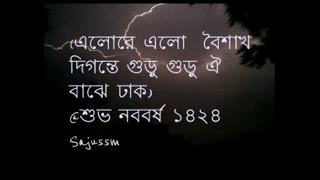 (এলোরে এলো বৈশাখ
দিগন্তে গুড়ু গুড়ু ঐ
বাঝে ঢাক)
@শুভ নববর্ষ ১৪২৪
Sajussm